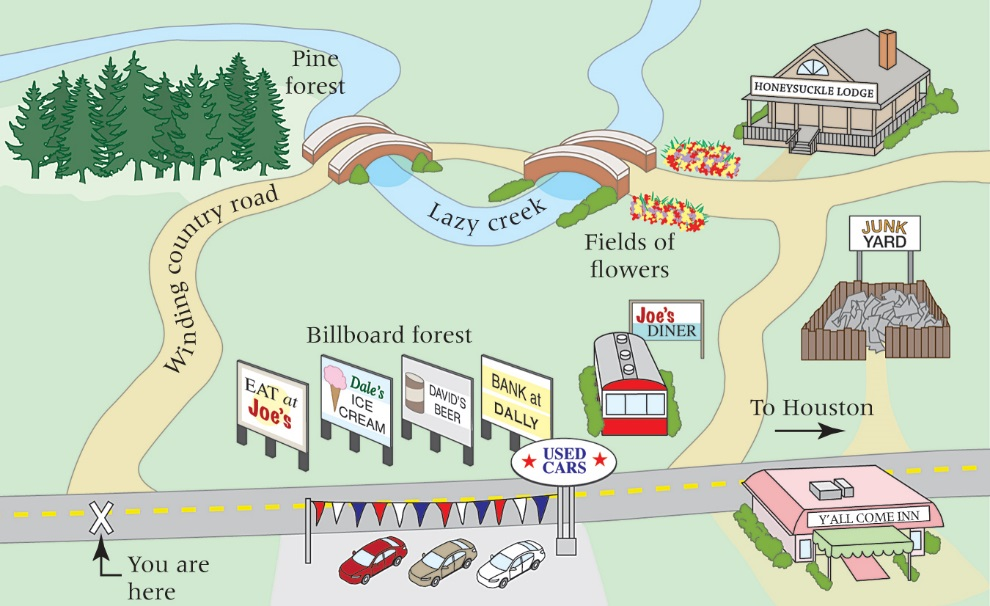 Pine
forest
HONEYSUCKLE LODGE
Winding country road
Lazy creek
Fields of
flowers
JUNK
YARD
Billboard forest
Joe's
DINER
EAT at
Joe's
Dale's
ICE
CREAM
DAVID'S
BEER
BANK at
DALLY
To Houston
USED
CARS
Y'ALL COME INN
You are
here